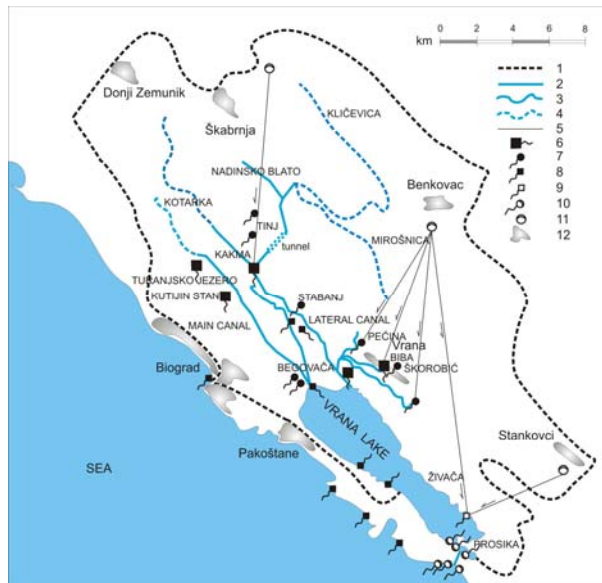 km
0 2 4 6 8
Donji Zemunik
Škabrnja
KLIČEVICA
1
2
3
4
5
6
7
8
9
10
11
12
NADINSKO BLATO
Benkovac
KOTARKA
TINJ
MIROŠNICA
tunnel
KAKMA
TURANJSKO JEZERO
KUTIJIN STAN
STABANJ
MAIN CANAL
LATERAL CANAL
PEĆINA
Vrana
BIBA
ŠKOROBIĆ
Biograd
BEGOVAČA
VRANA LAKE
Pakoštane
Stankovci
SEA
ŽIVAČA
PROSIKA